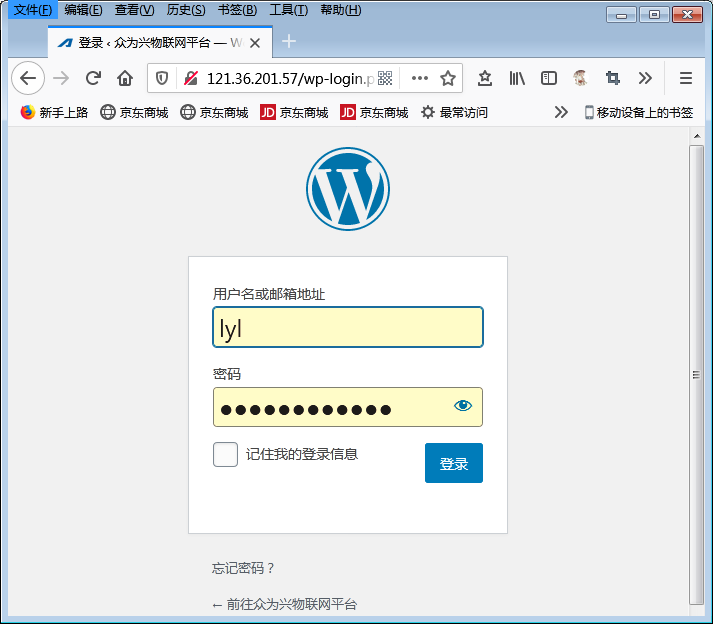 文件(F) 编辑(E) 查看(V) 历史(S) 书签(B) 工具(T) 帮助(H)
登录 ‹ 众为兴物联网平台 — W
121.36.201.57/wp-login.p
新手上路 京东商城 京东商城 JD 京东商城 JD 京东商城 最常访问 移动设备上的书签
用户名或邮箱地址
lyl
密码
记住我的登录信息
登录
忘记密码？
← 前往众为兴物联网平台